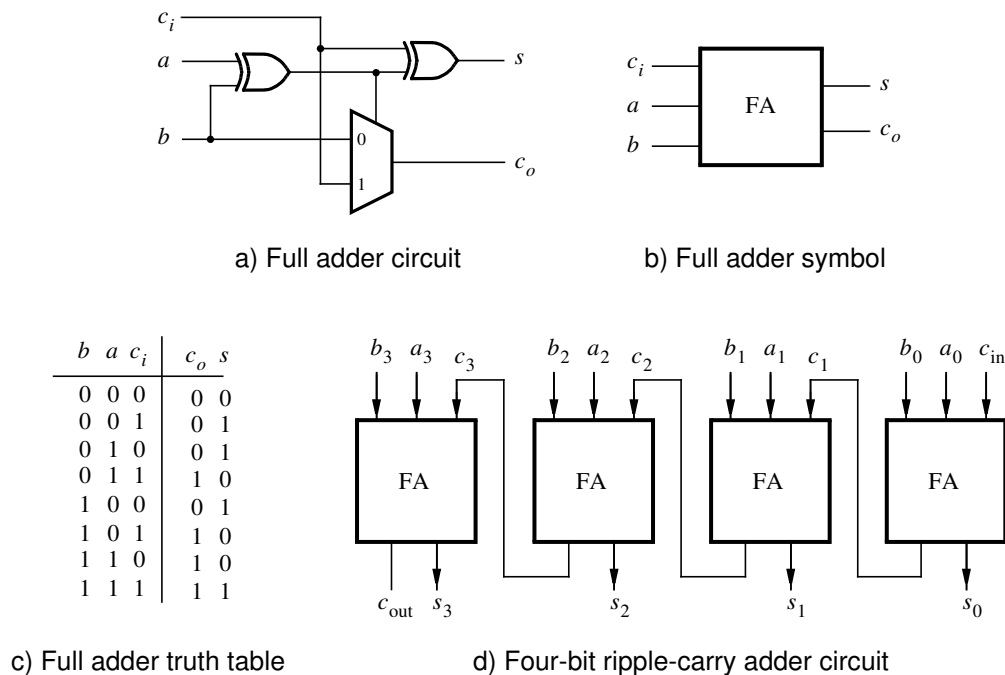 c_i
a
s
b
0
1
c_o
a) Full adder circuit
c_i
a
b
FA
s
c_o
b) Full adder symbol
b a c_i c_o s
0 0 0 0 0
0 0 1 0 1
0 1 0 0 1
0 1 1 1 0
1 0 0 0 1
1 0 1 1 0
1 1 0 1 0
1 1 1 1 1
c) Full adder truth table
b_3 a_3 c_3 b_2 a_2 c_2 b_1 a_1 c_1 b_0 a_0 c_in
FA FA FA FA
c_out s_3 s_2 s_1 s_0
d) Four-bit ripple-carry adder circuit